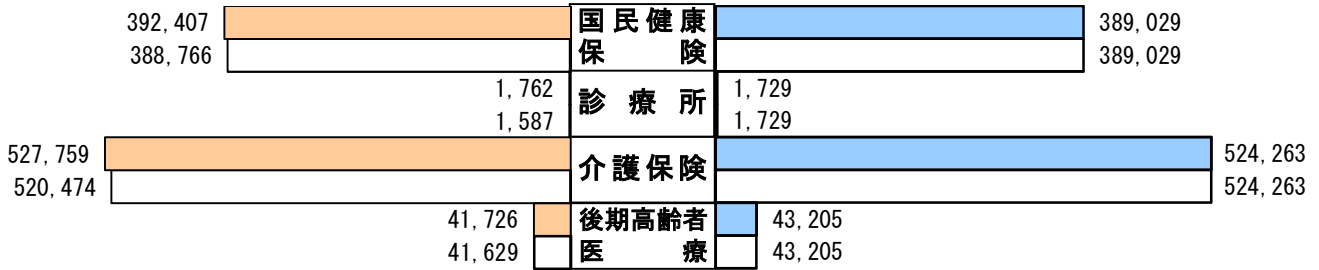 392,407 国民健康 389,029
388,766 保険 389,029
1,762 診療所 1,729
1,587 1,729
527,759 介護保険 524,263
520,474 524,263
41,726 後期高齢者 43,205
41,629 医療 43,205